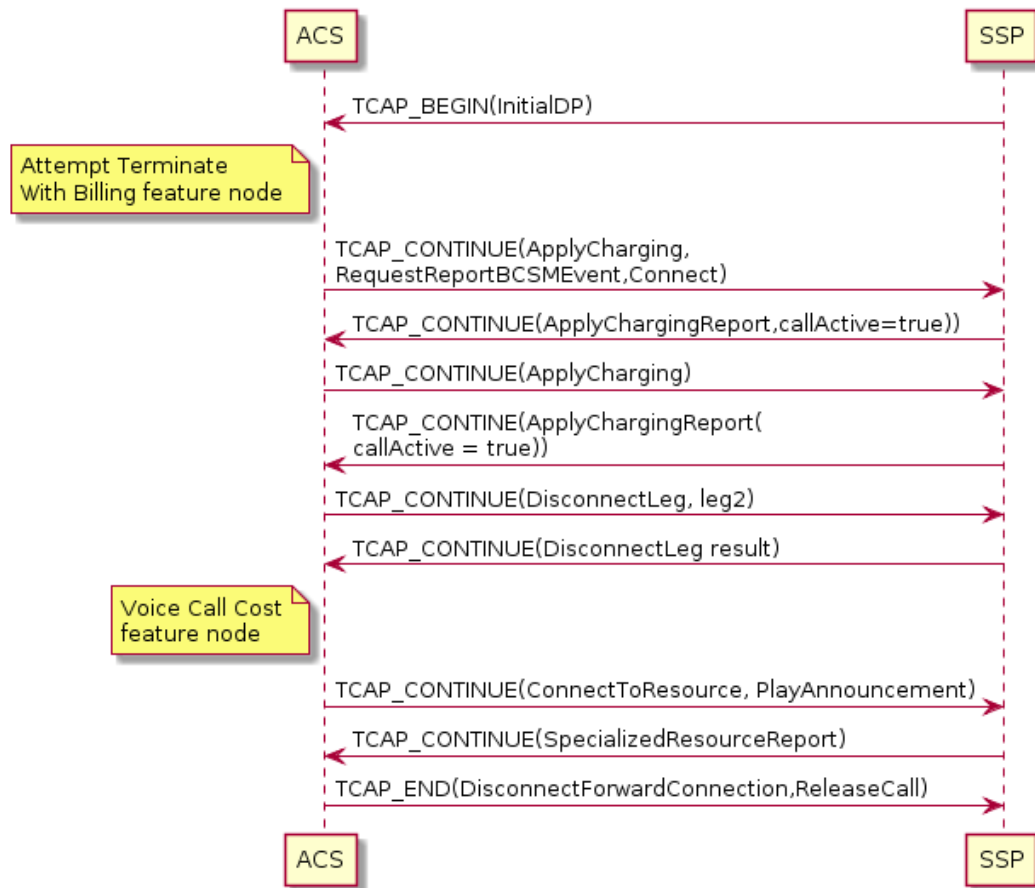 ACS
SSP
TCAP_BEGIN(InitialDP)
Attempt Terminate
With Billing feature node
TCAP_CONTINUE(ApplyCharging,
RequestReportBCSMEvent,Connect)
TCAP_CONTINUE(ApplyChargingReport,callActive=true))
TCAP_CONTINUE(ApplyCharging)
TCAP_CONTINE(ApplyChargingReport(
callActive = true))
TCAP_CONTINUE(DisconnectLeg, leg2)
TCAP_CONTINUE(DisconnectLeg result)
Voice Call Cost
feature node
TCAP_CONTINUE(ConnectToResource, PlayAnnouncement)
TCAP_CONTINUE(SpecializedResourceReport)
TCAP_END(DisconnectForwardConnection,ReleaseCall)
ACS
SSP